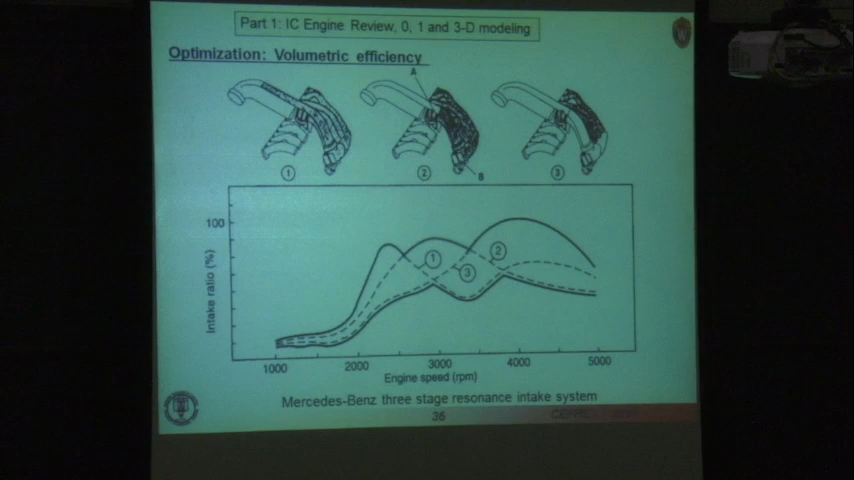 Part 1: IC Engine Review, 0, 1 and 3-D modeling
Optimization: Volumetric efficiency
A
B
1 2 3
100
Intake ratio (%)
1 3 2
1000 2000 3000 4000 5000
Engine speed (rpm)
Mercedes-Benz three stage resonance intake system
36